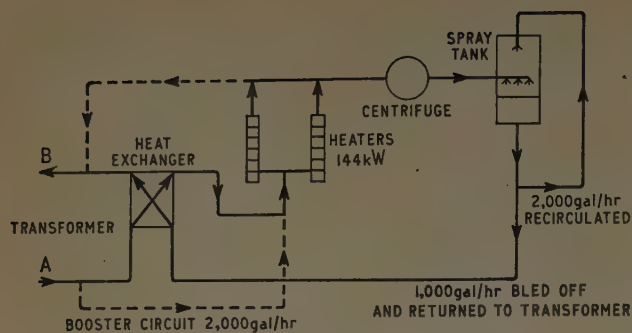 SPRAY
TANK
CENTRIFUGE
HEAT
EXCHANGER
HEATERS
144kW
B
2,000gal/hr
RECIRCULATED
TRANSFORMER
A
1,000gal/hr BLED OFF
AND RETURNED TO TRANSFORMER
BOOSTER CIRCUIT 2,000gal/hr